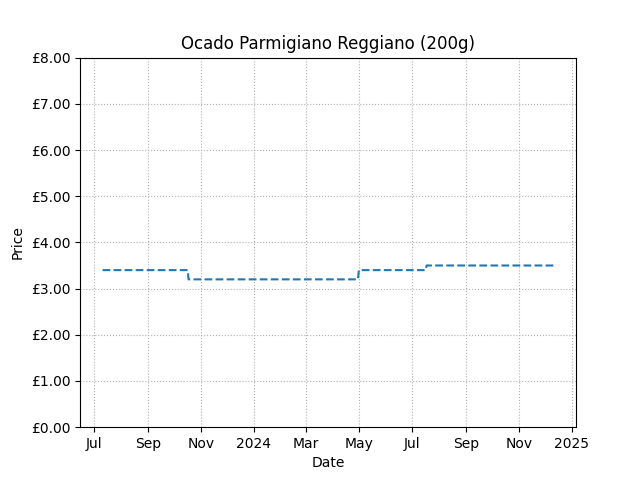 Ocado Parmigiano Reggiano (200g)
£8.00
£7.00
£6.00
£5.00
£4.00
£3.00
£2.00
£1.00
£0.00
Price
Jul Sep Nov 2024 Mar May Jul Sep Nov 2025
Date